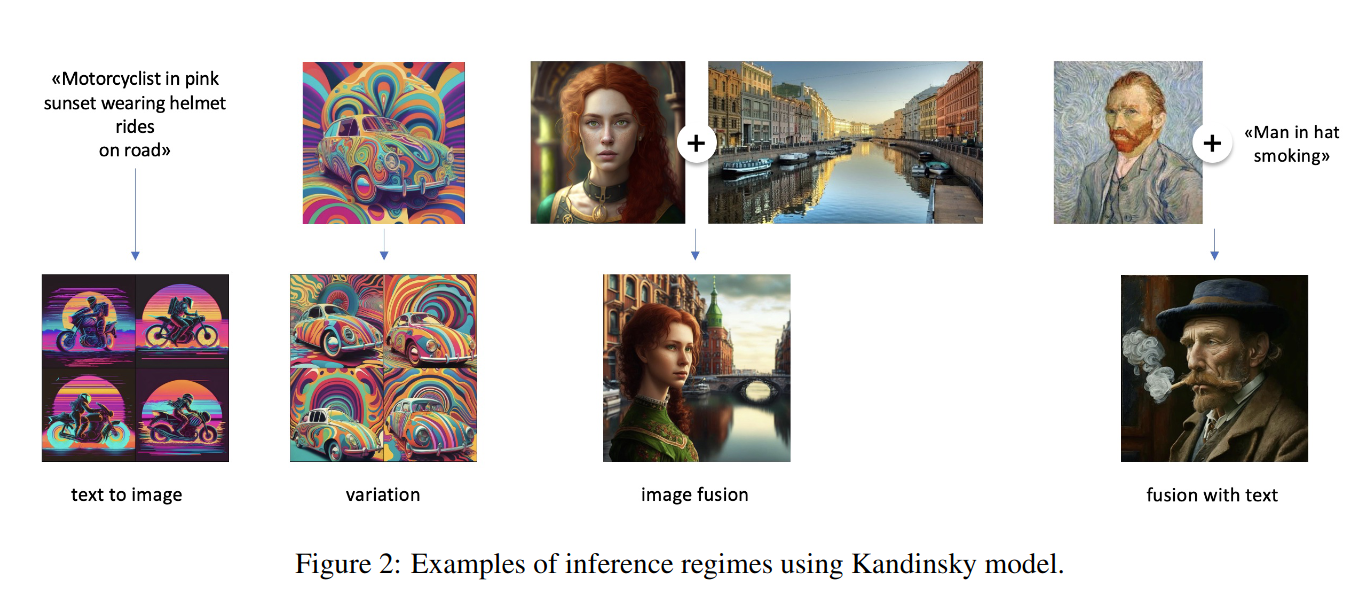 «Motorcyclist in pink
sunset wearing helmet
rides
on road»
+
+
«Man in hat
smoking»
text to image
variation
image fusion
fusion with text
Figure 2: Examples of inference regimes using Kandinsky model.